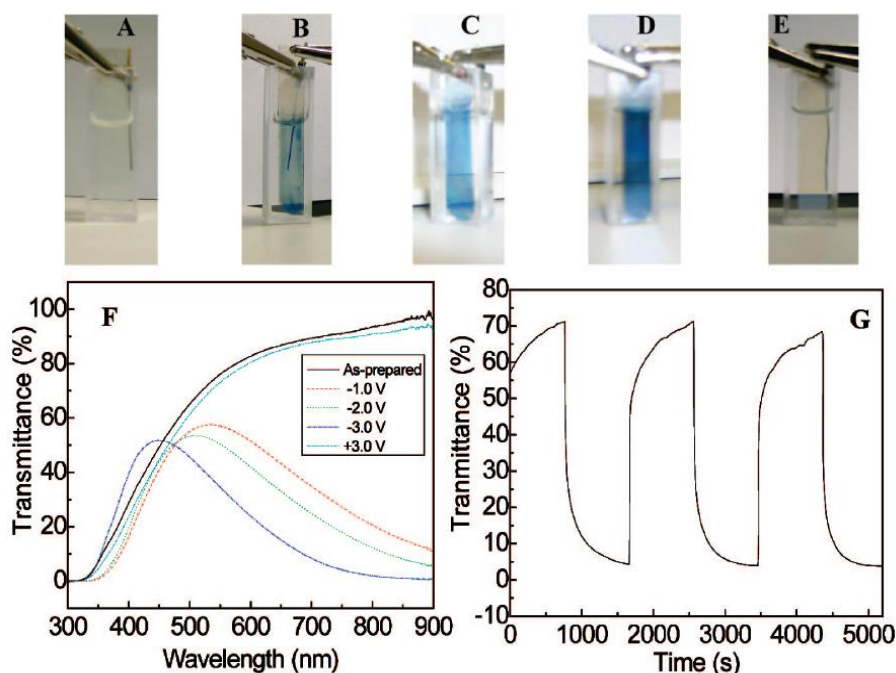 A
B
C
D
E
F
100
80
60
40
20
0
Transmittance (%)
300 400 500 600 700 800 900
Wavelength (nm)
As-prepared
-1.0 V
-2.0 V
-3.0 V
+3.0 V
G
80
70
60
50
40
30
20
10
0
-10
Tranmittance (%)
0 1000 2000 3000 4000 5000
Time (s)